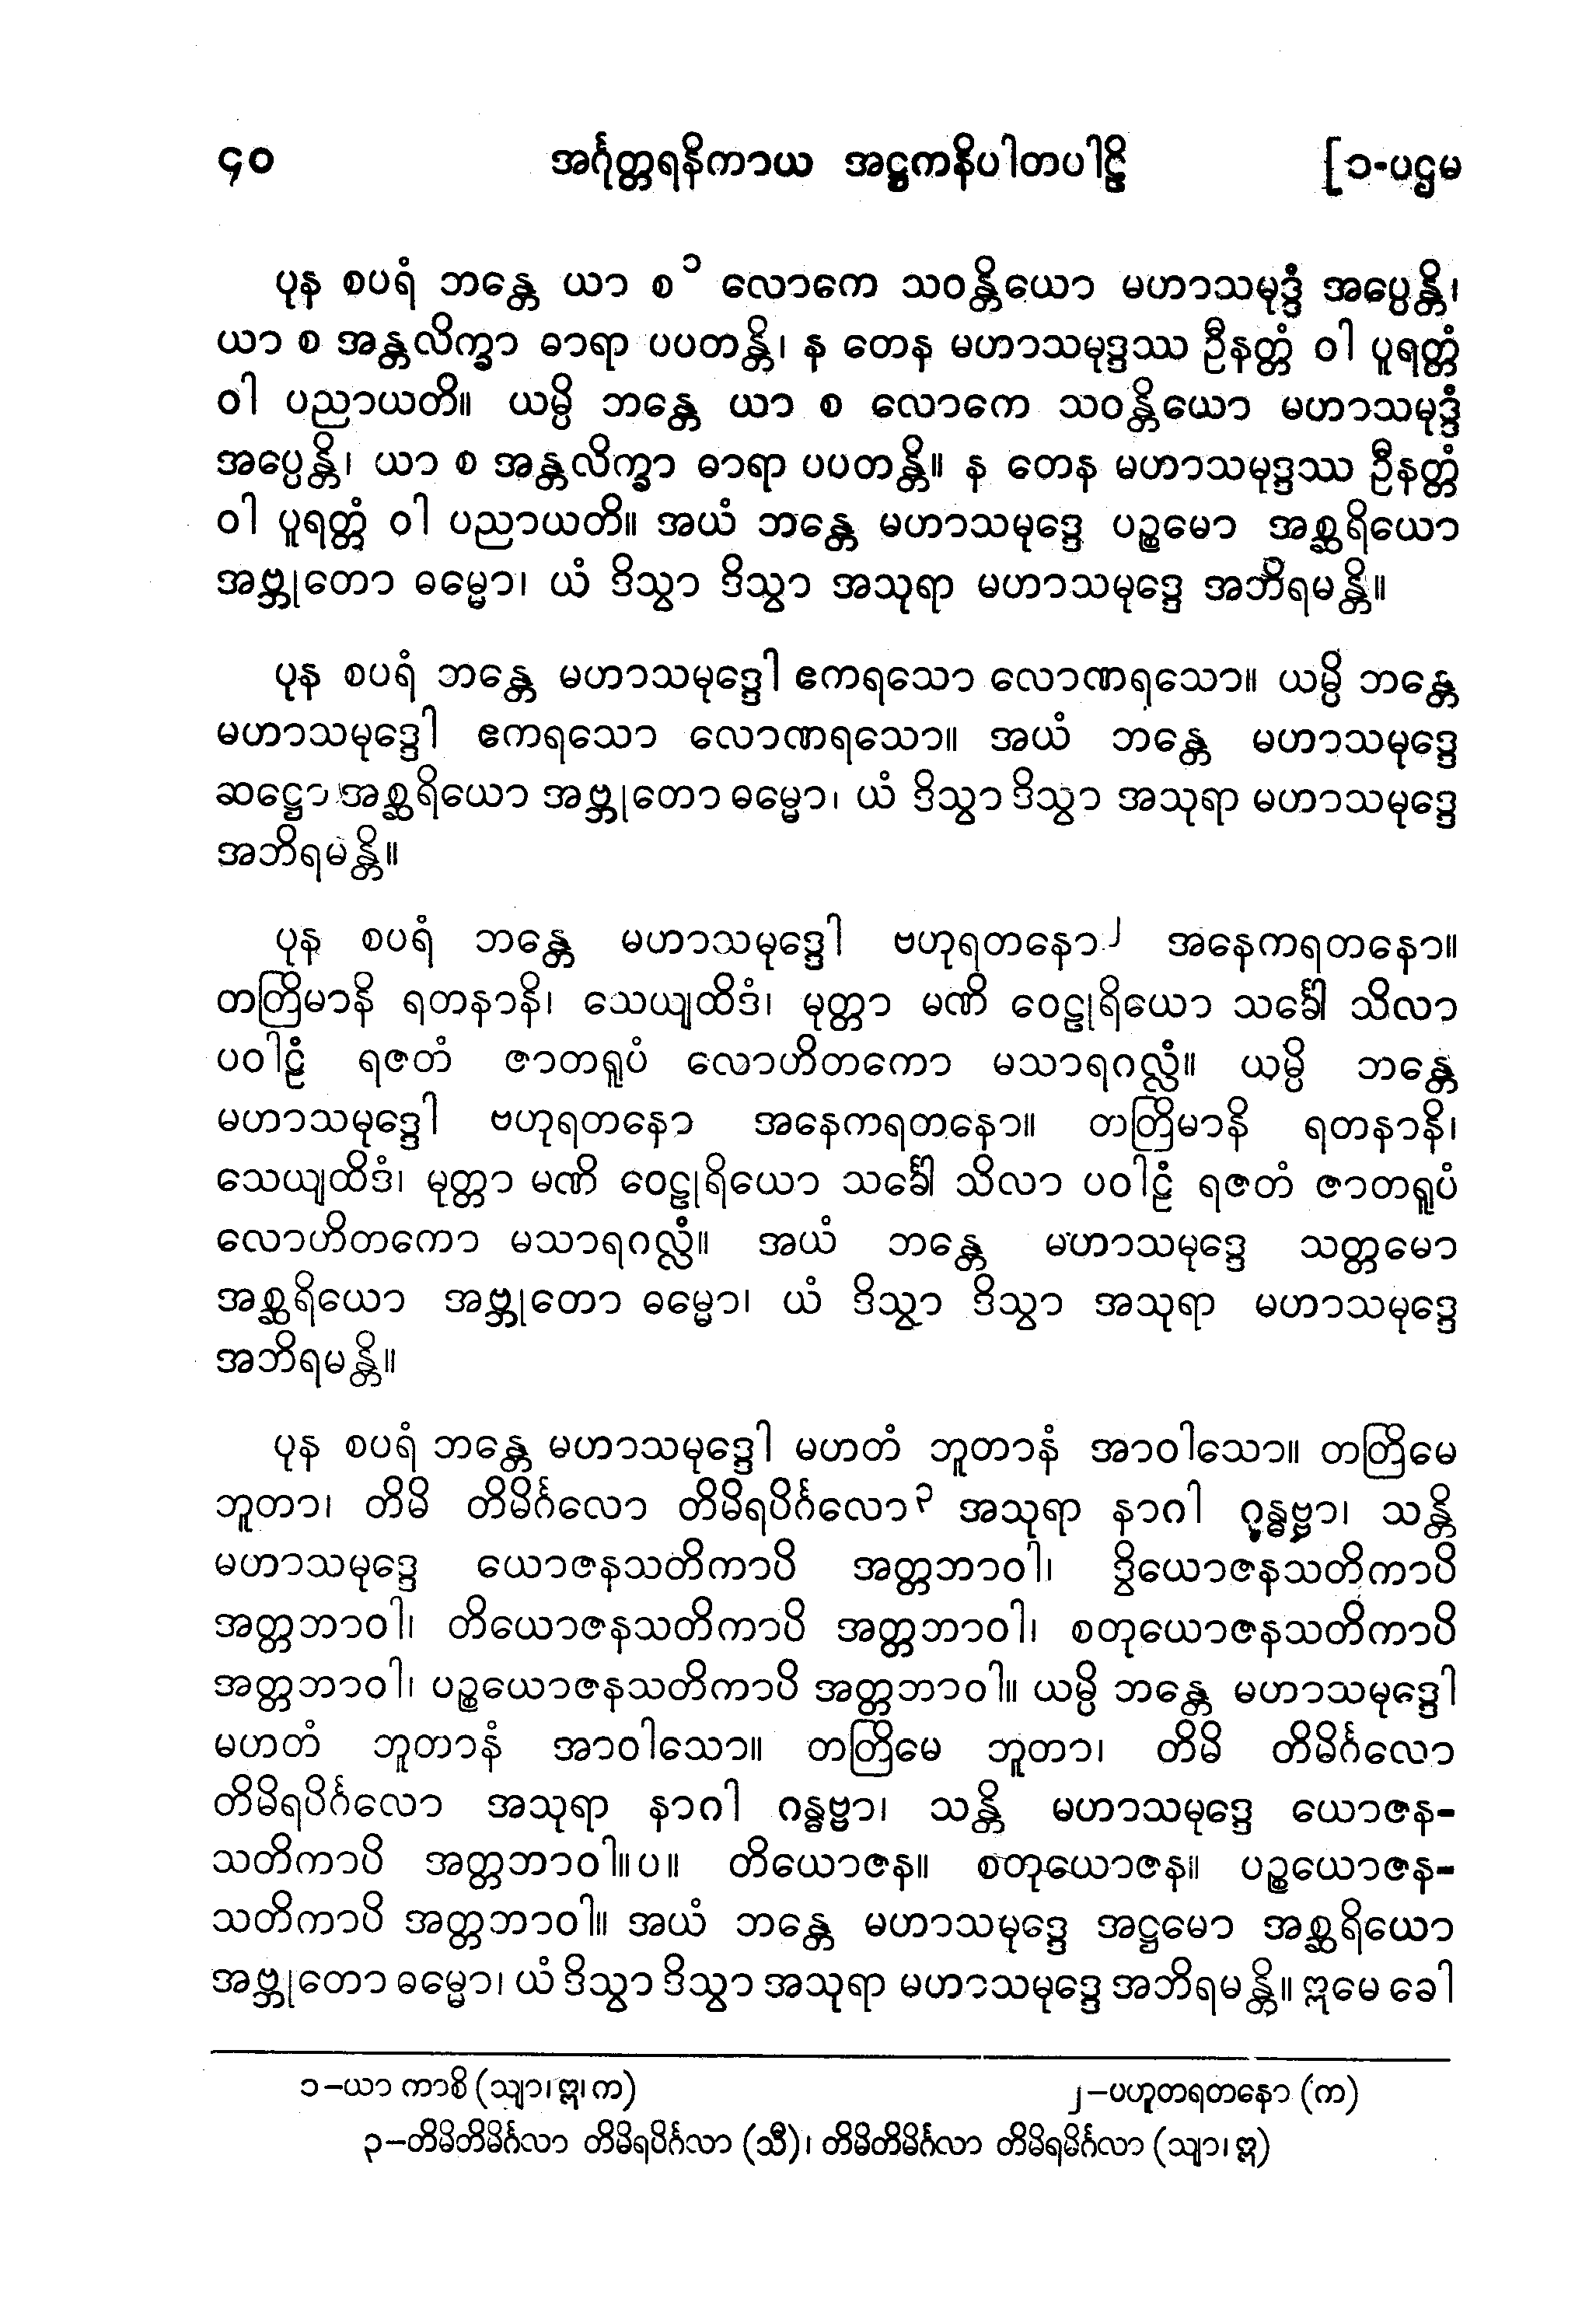 ၄၀ အင်္ဂုတ္တရနိကာယ အဋ္ဌကနိပါတပါဠိ [၁-ပဌမ
ပုန စပရံ ဘန္တေ ယာ စ၁ လောကေ သဝန္တိယော မဟာသမုဒ္ဒံ အပ္ပေန္တိ၊
ယာ စ အန္တလိက္ခာ ဓာရာ ပပတန္တိ၊ န တေန မဟာသမုဒ္ဒဿ ဦနတ္တံ ဝါ ပူရတ္တံ
ဝါ ပညာယတိ။ ယမ္ပိ ဘန္တေ ယာ စ လောကေ သဝန္တိယော မဟာသမုဒ္ဒံ
အပ္ပေန္တိ၊ ယာ စ အန္တလိက္ခာ ဓာရာ ပပတန္တိ။ န တေန မဟာသမုဒ္ဒဿ ဦနတ္တံ
ဝါ ပူရတ္တံ ဝါ ပညာယတိ။ အယံ ဘန္တေ မဟာသမုဒ္ဒေ ပဉ္စမော အစ္ဆရိယော
အဗ္ဘုတော ဓမ္မော၊ ယံ ဒိသွာ ဒိသွာ အသုရာ မဟာသမုဒ္ဒေ အဘိရမန္တိ။
ပုန စပရံ ဘန္တေ မဟာသမုဒ္ဒေါ ဧကရသော လောဏရသော။ ယမ္ပိ ဘန္တေ
မဟာသမုဒ္ဒေါ ဧကရသော လောဏရသော။ အယံ ဘန္တေ မဟာသမုဒ္ဒေ
ဆဋ္ဌော အစ္ဆရိယော အဗ္ဘုတော ဓမ္မော၊ ယံ ဒိသွာ ဒိသွာ အသုရာ မဟာသမုဒ္ဒေ
အဘိရမန္တိ။
ပုန စပရံ ဘန္တေ မဟာသမုဒ္ဒေါ ဗဟုရတနော၂ အနေကရတနော။
တတြိမာနိ ရတနာနိ၊ သေယျထိဒံ၊ မုတ္တာ မဏိ ဝေဠုရိယော သင်္ခေါ သိလာ
ပဝါဠံ ရဇတံ ဇာတရူပံ လောဟိတကော မသာရဂလ္လံ။ ယမ္ပိ ဘန္တေ
မဟာသမုဒ္ဒေါ ဗဟုရတနော အနေကရတနော။ တတြိမာနိ ရတနာနိ၊
သေယျထိဒံ၊ မုတ္တာ မဏိ ဝေဠုရိယော သင်္ခေါ သိလာ ပဝါဠံ ရဇတံ ဇာတရူပံ
လောဟိတကော မသာရဂလ္လံ။ အယံ ဘန္တေ မဟာသမုဒ္ဒေ သတ္တမော
အစ္ဆရိယော အဗ္ဘုတော ဓမ္မော၊ ယံ ဒိသွာ ဒိသွာ အသုရာ မဟာသမုဒ္ဒေ
အဘိရမန္တိ။
ပုန စပရံ ဘန္တေ မဟာသမုဒ္ဒေါ မဟတံ ဘူတာနံ အာဝါသော။ တတြိမေ
ဘူတာ၊ တိမိ တိမိင်္ဂလော တိမိရပိင်္ဂလော၃ အသုရာ နာဂါ ဂန္ဓဗ္ဗာ၊ သန္တိ
မဟာသမုဒ္ဒေ ယောဇနသတိကာပိ အတ္တဘာဝါ၊ ဒွိယောဇနသတိကာပိ
အတ္တဘာဝါ၊ တိယောဇနသတိကာပိ အတ္တဘာဝါ၊ စတုယောဇနသတိကာပိ
အတ္တဘာဝါ၊ ပဉ္စယောဇနသတိကာပိ အတ္တဘာဝါ။ ယမ္ပိ ဘန္တေ မဟာသမုဒ္ဒေါ
မဟတံ ဘူတာနံ အာဝါသော။ တတြိမေ ဘူတာ၊ တိမိ တိမိင်္ဂလော
တိမိရပိင်္ဂလော အသုရာ နာဂါ ဂန္ဓဗ္ဗာ၊ သန္တိ မဟာသမုဒ္ဒေ ယောဇန-
သတိကာပိ အတ္တဘာဝါ။ပ။ တိယောဇန။ စတုယောဇန။ ပဉ္စယောဇန-
သတိကာပိ အတ္တဘာဝါ။ အယံ ဘန္တေ မဟာသမုဒ္ဒေ အဋ္ဌမော အစ္ဆရိယော
အဗ္ဘုတော ဓမ္မော၊ ယံ ဒိသွာ ဒိသွာ အသုရာ မဟာသမုဒ္ဒေ အဘိရမန္တိ။ ဣမေ ခေါ
၁-ယာ ကာစိ (သျာ၊ ဣ၊ က) ၂-ပဟူတရတနော (က)
၃-တိမိတိမိင်္ဂလာ တိမိရပိင်္ဂလာ (သီ)၊ တိမိတိမိင်္ဂလာ တိမိရမိင်္ဂလာ (သျာ၊ ဣ)